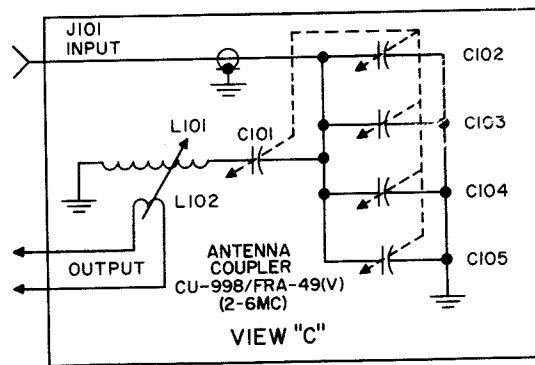 J101
INPUT
C102
L101
C101
C103
L102
C104
OUTPUT
ANTENNA
COUPLER
CU-998/FRA-49(V)
(2-6MC)
C105
VIEW "C"